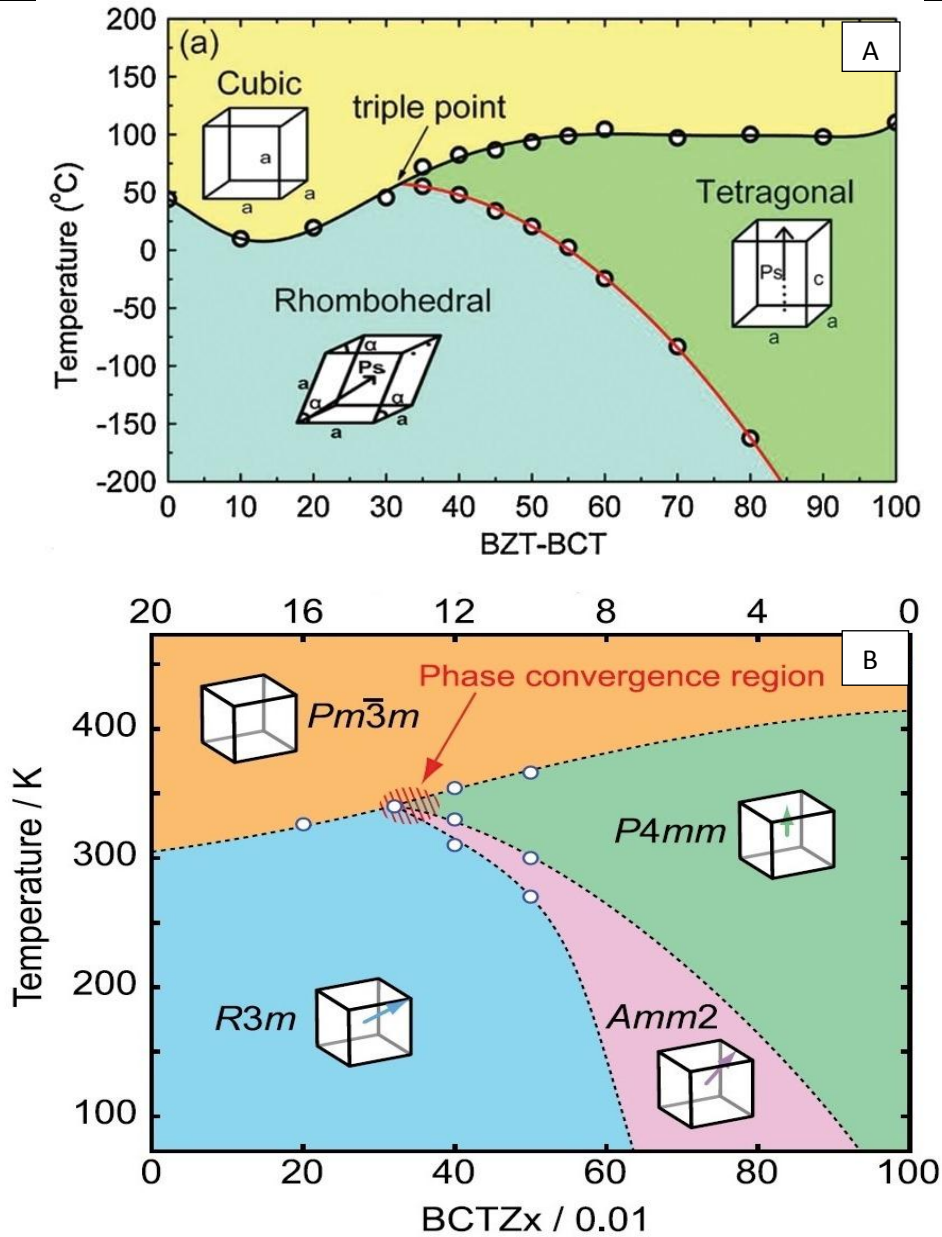 (a)
A
Cubic
a
a
a
triple point
Tetragonal
Ps
c
a
a
Rhombohedral
α
Ps
a
α
a
a
200
150
100
50
0
-50
-100
-150
-200
Temperature (°C)
0 10 20 30 40 50 60 70 80 90 100
BZT-BCT
20 16 12 8 4 0
B
Phase convergence region
Pm3̅m
P4mm
R3m
Amm2
400
300
200
100
Temperature / K
0 20 40 60 80 100
BCTZx / 0.01